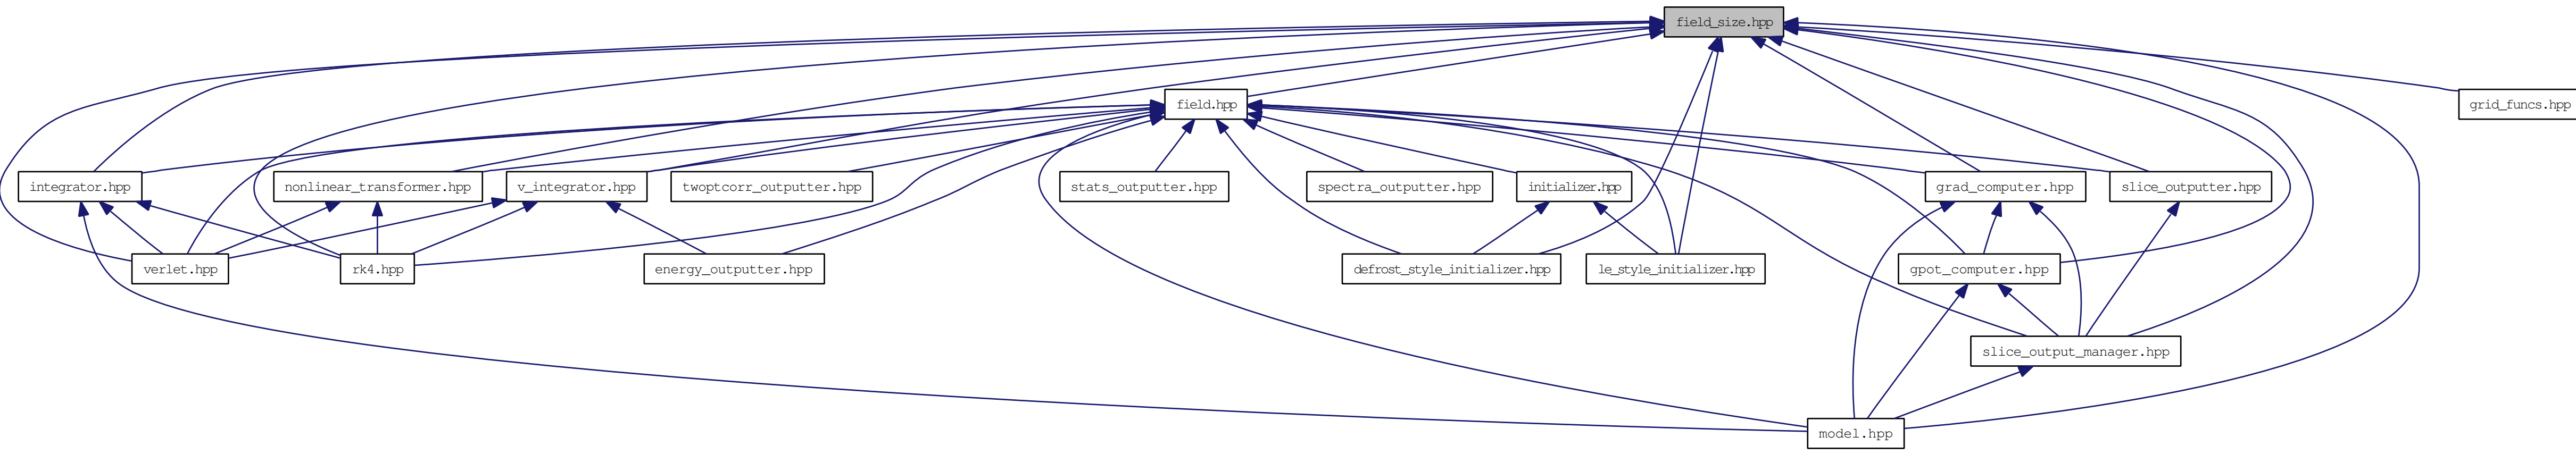 field_size.hpp
field.hpp
grid_funcs.hpp
integrator.hpp
nonlinear_transformer.hpp
v_integrator.hpp
twoptcorr_outputter.hpp
stats_outputter.hpp
spectra_outputter.hpp
initializer.hpp
grad_computer.hpp
slice_outputter.hpp
verlet.hpp
rk4.hpp
energy_outputter.hpp
defrost_style_initializer.hpp
le_style_initializer.hpp
gpot_computer.hpp
slice_output_manager.hpp
model.hpp